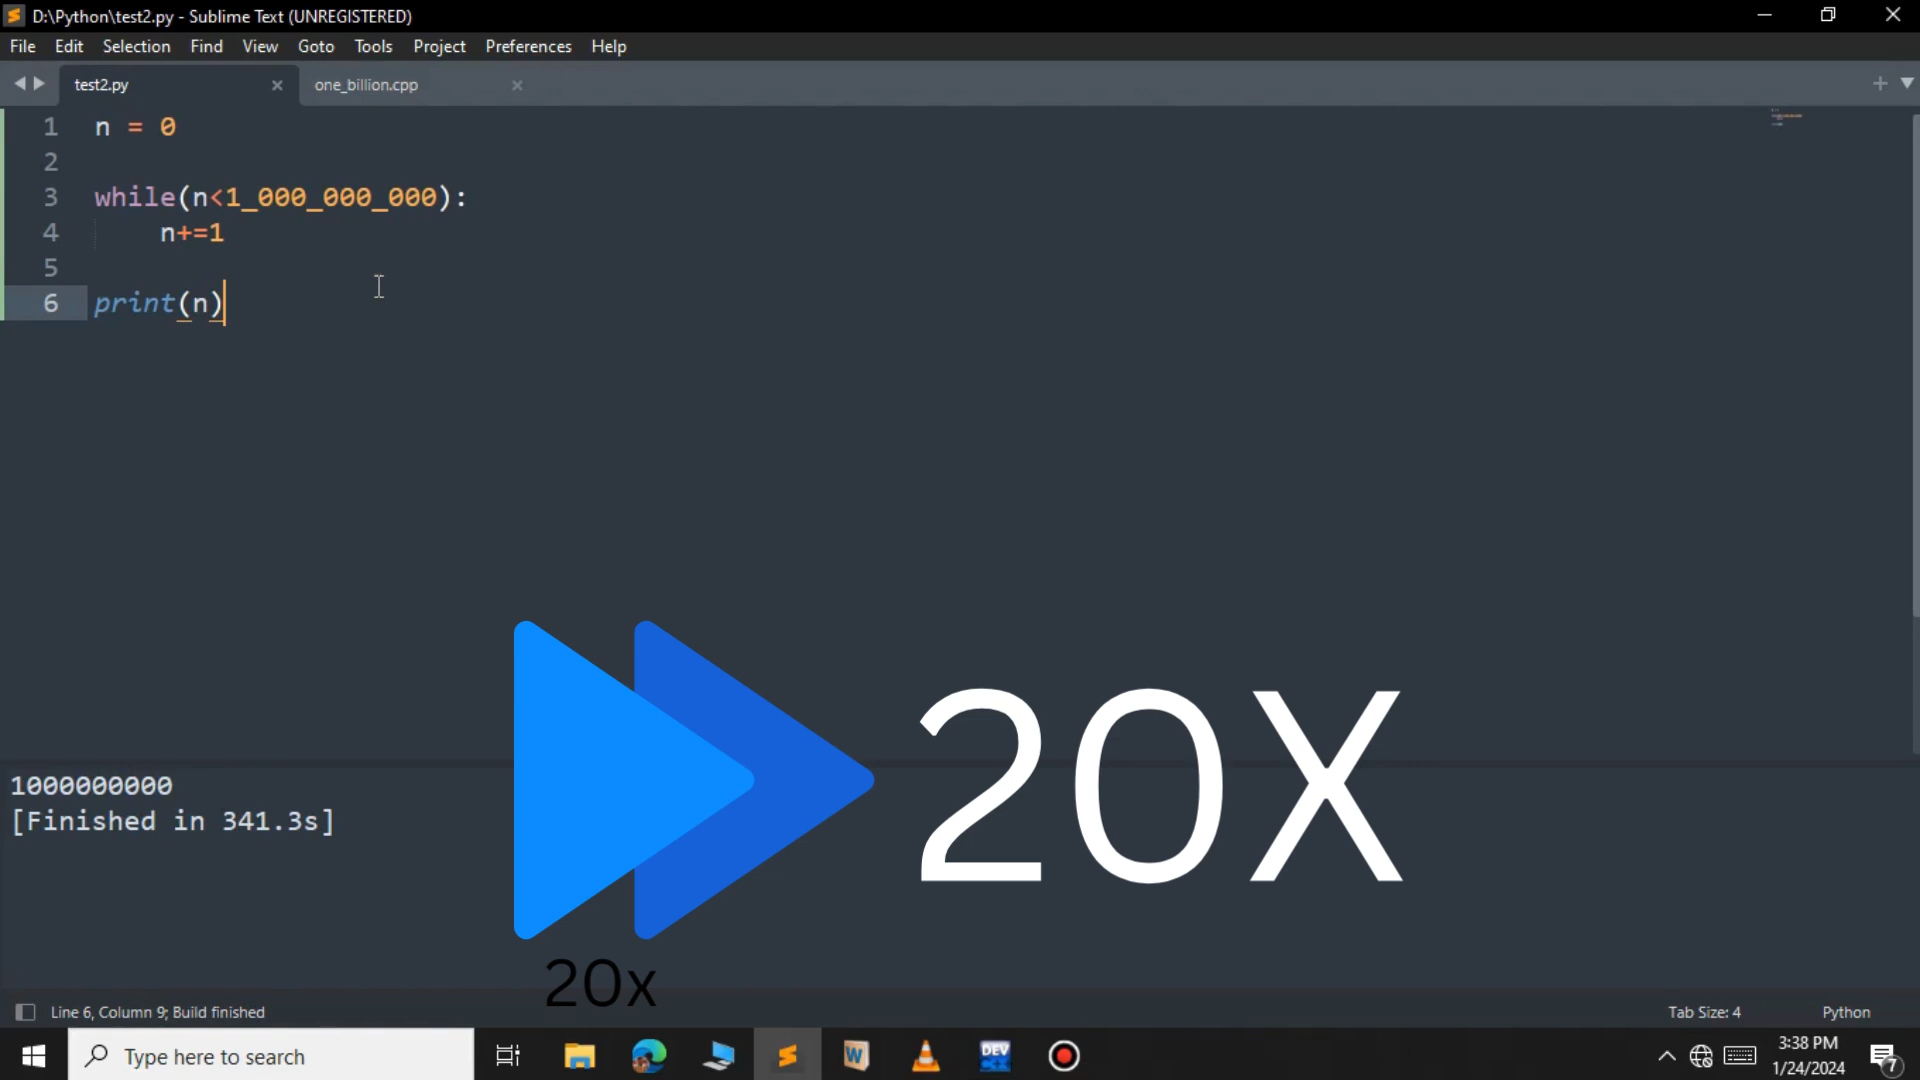 D:\Python\test2.py - Sublime Text (UNREGISTERED)
File Edit Selection Find View Goto Tools Project Preferences Help
test2.py one_billion.cpp
1 n = 0
2
3 while(n<1_000_000_000):
4 n+=1
5
6 print(n)
1000000000
[Finished in 341.3s]
20X
20x
Line 6, Column 9; Build finished Tab Size: 4 Python
Type here to search W DEV 3:38 PM
1/24/2024 7